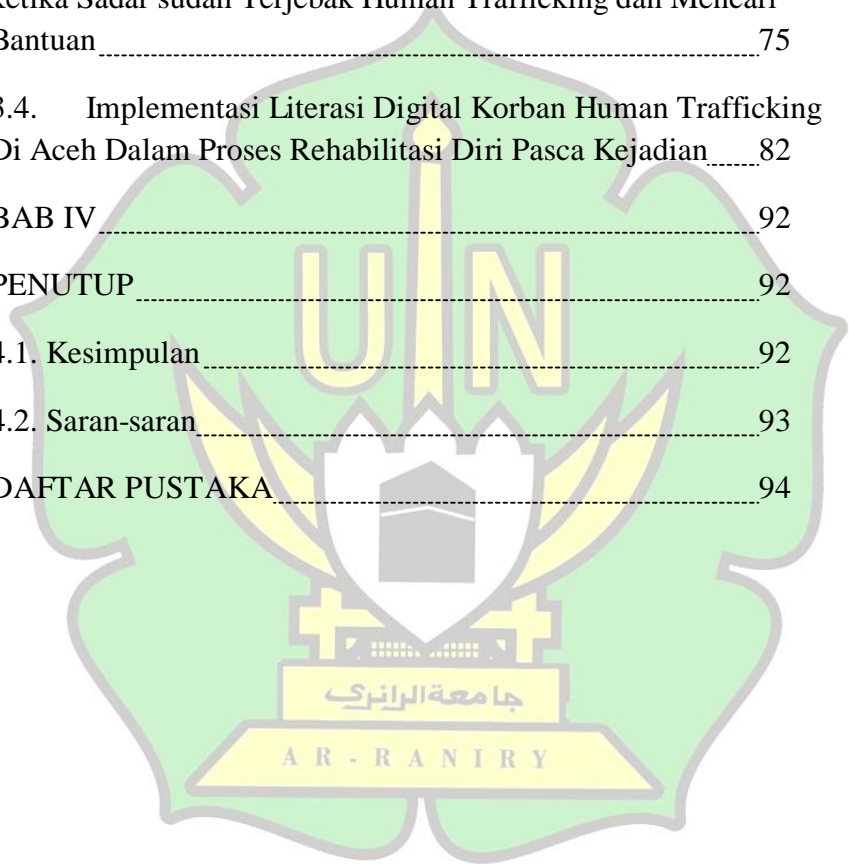 Ketika Sadar sudah Terjebak Human Trafficking dan Mencari
Bantuan 75
3.4. Implementasi Literasi Digital Korban Human Trafficking
Di Aceh Dalam Proses Rehabilitasi Diri Pasca Kejadian 82
BAB IV 92
PENUTUP 92
4.1. Kesimpulan 92
4.2. Saran-saran 93
DAFTAR PUSTAKA 94
UIN
جامعة الرانري
AR-RANIRY